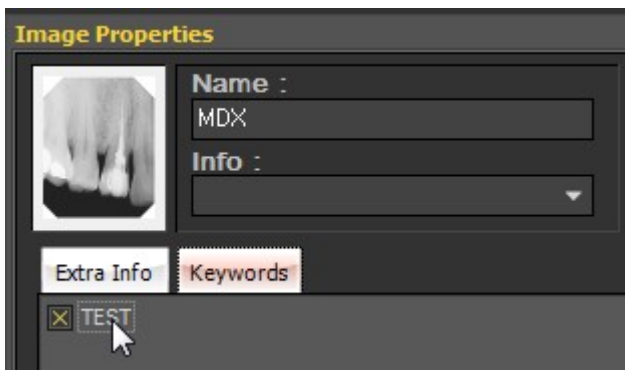 Image Properties
Name :
MDX
Info :
Extra Info
Keywords
TEST